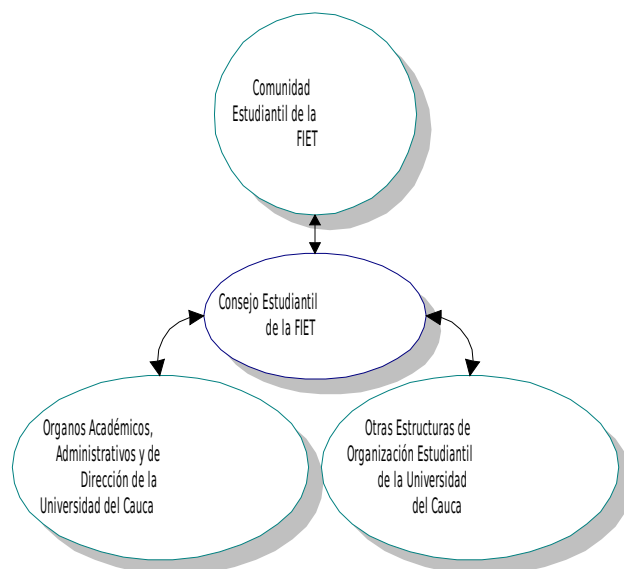 Comunidad
Estudiantil de la
FIET
Consejo Estudiantil
de la FIET
Organos Académicos,
Administrativos y de
Dirección de la
Universidad del Cauca
Otras Estructuras de
Organización Estudiantil
de la Universidad
del Cauca